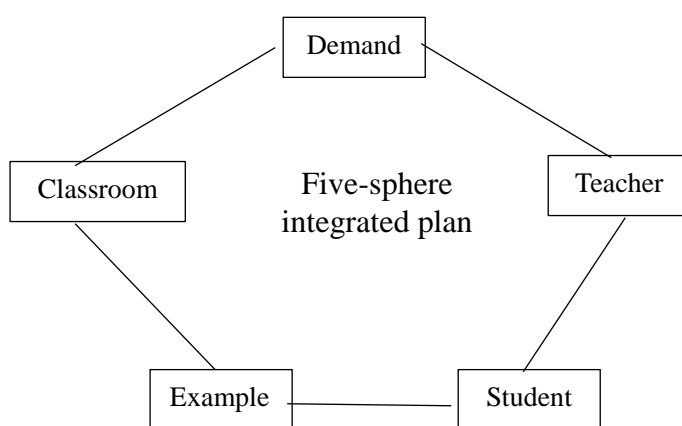 Demand
Classroom
Five-sphere
integrated plan
Teacher
Example
Student